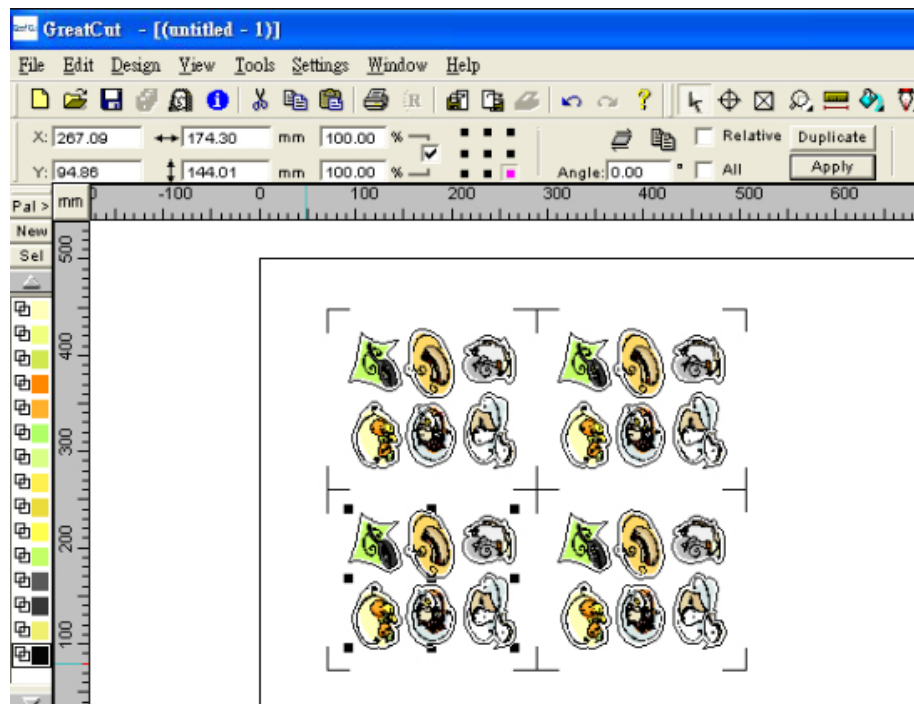 GreatCut - [(untitled - 1)]
File Edit Design View Tools Settings Window Help
X: 267.09 174.30 mm 100.00 % Relative Duplicate
Y: 94.86 144.01 mm 100.00 % Angle: 0.00 ° All Apply
Pal > mm -100 0 100 200 300 400 500 600
New
Sel
500
400
300
200
100